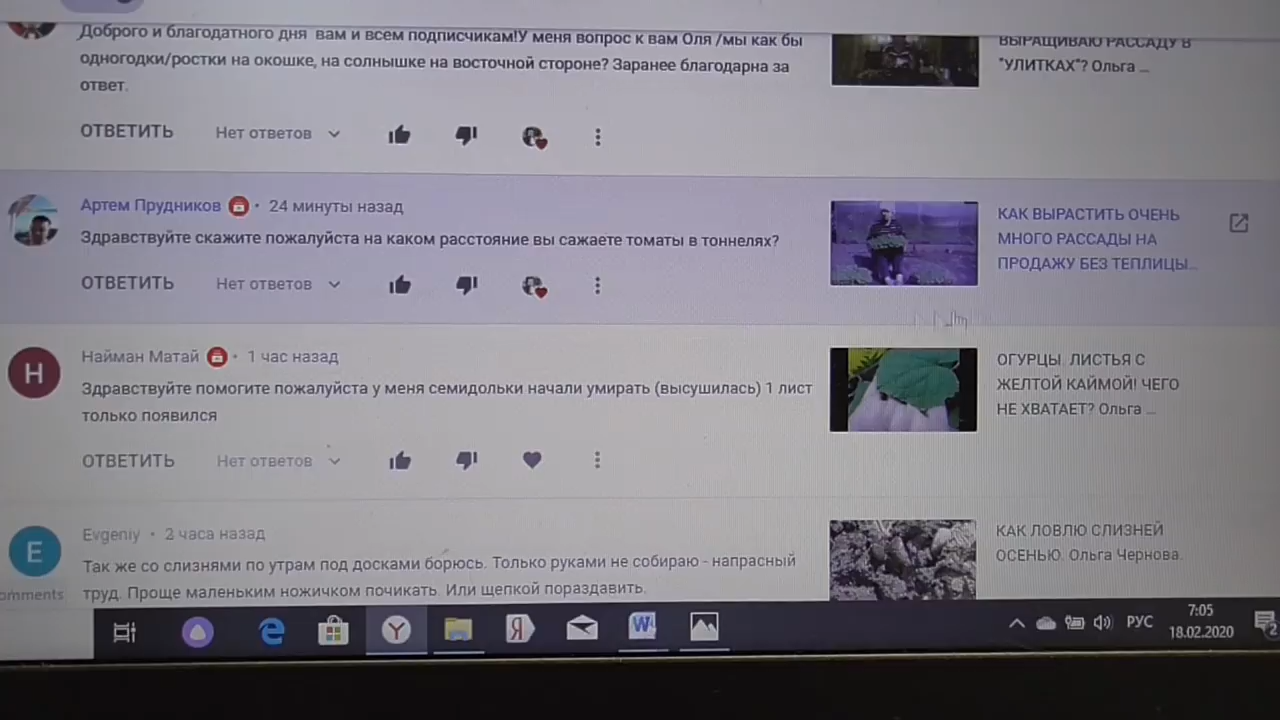 Доброго и благодатного дня вам и всем подписчикам!У меня вопрос к вам Оля /мы как бы
одногодки/ростки на окошке, на солнышке на восточной стороне? Заранее благодарна за
ответ.
ВЫРАЩИВАЮ РАССАДУ В
"УЛИТКАХ"? Ольга ...
ОТВЕТИТЬ Нет ответов
Артем Прудников • 24 минуты назад
Здравствуйте скажите пожалуйста на каком расстояние вы сажаете томаты в тоннелях?
ОТВЕТИТЬ Нет ответов
КАК ВЫРАСТИТЬ ОЧЕНЬ
МНОГО РАССАДЫ НА
ПРОДАЖУ БЕЗ ТЕПЛИЦЫ...
Н
Найман Матай • 1 час назад
Здравствуйте помогите пожалуйста у меня семидольки начали умирать (высушилась) 1 лист
только появился
ОТВЕТИТЬ Нет ответов
ОГУРЦЫ. ЛИСТЬЯ С
ЖЕЛТОЙ КАЙМОЙ! ЧЕГО
НЕ ХВАТАЕТ? Ольга ...
E
Evgeniy • 2 часа назад
Так же со слизнями по утрам под досками борюсь. Только руками не собираю - напрасный
труд. Проще маленьким ножичком почикать. Или щепкой пораздавить.
КАК ЛОВЛЮ СЛИЗНЕЙ
ОСЕНЬЮ. Ольга Чернова.
omments
Y
Я
W
РУС
7:05
18.02.2020
2